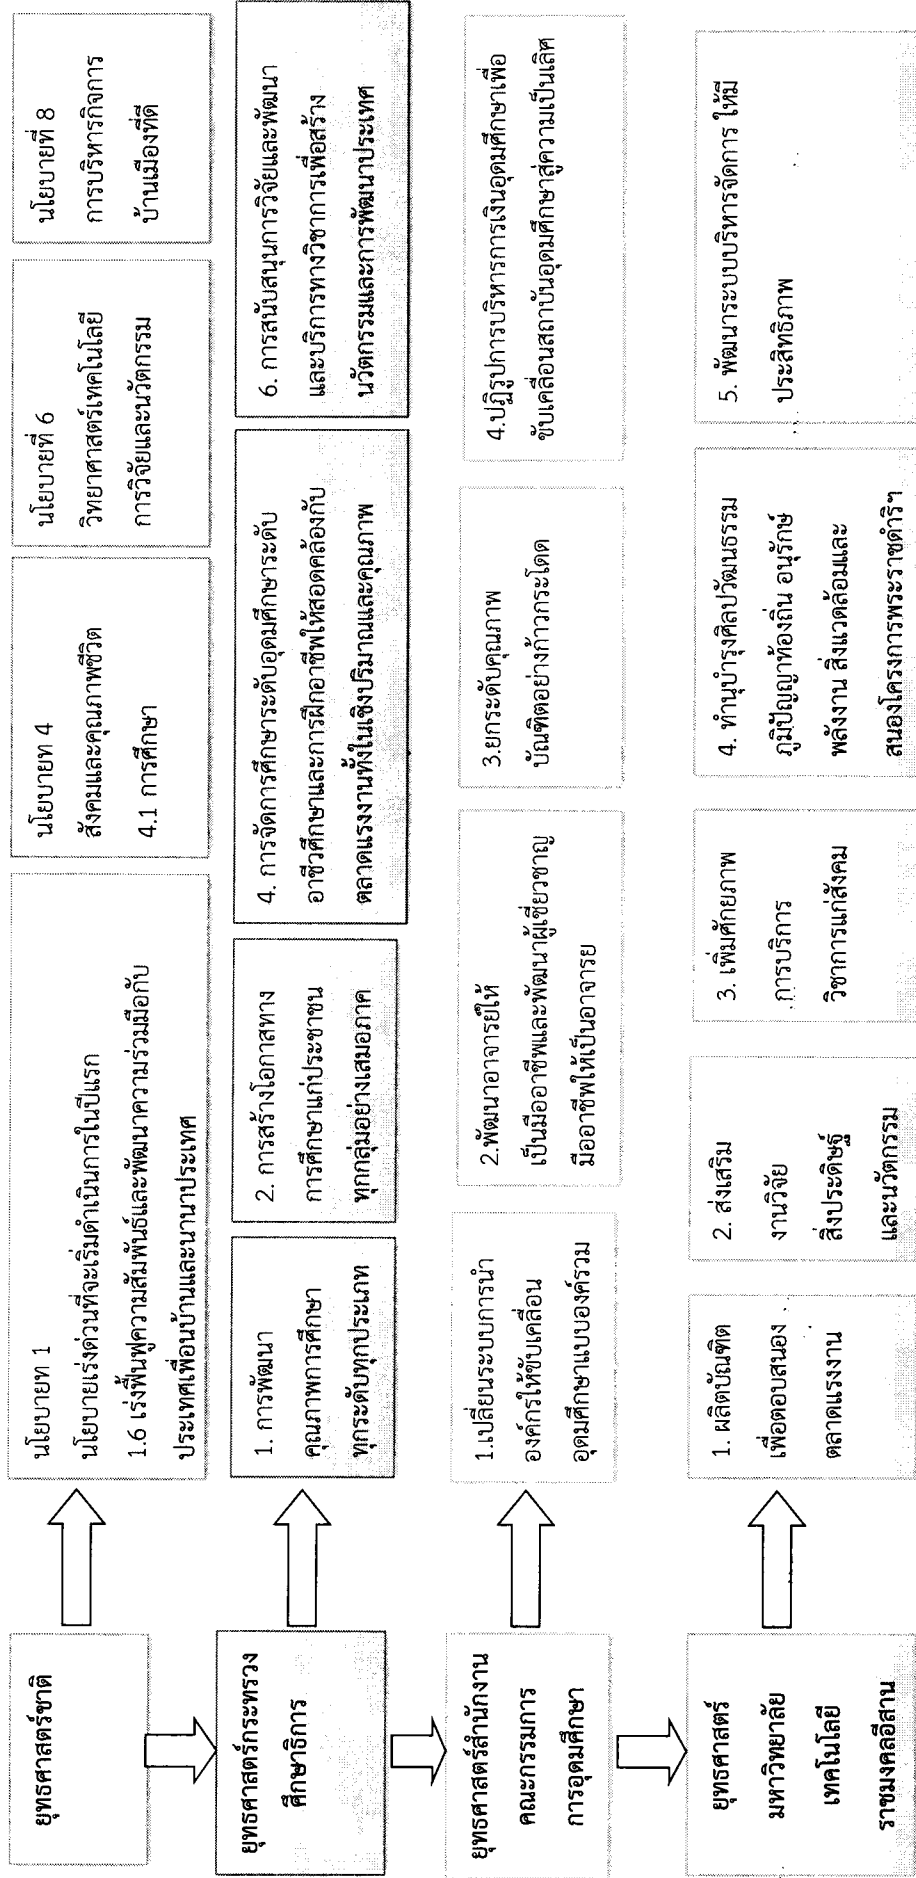 ยุทธศาสตร์ชาติ
นโยบายท 1
นโยบายเร่งด่วนที่จะเริ่มดำเนินการในปีแรก
1.6 เร่งฟื้นฟูความสัมพันธ์และพัฒนาความร่วมมือกับ
ประเทศเพื่อนบ้านและนานาประเทศ
นโยบายท 4
สังคมและคุณภาพชีวิต
4.1 การศึกษา
นโยบายที่ 6
วิทยาศาสตร์เทคโนโลยี
การวิจัยและนวัตกรรม
นโยบายที่ 8
การบริหารกิจการ
บ้านเมืองที่ดี
ยุทธศาสตร์กระทรวง
ศึกษาธิการ
1. การพัฒนา
คุณภาพการศึกษา
ทุกระดับทุกประเภท
2. การสร้างโอกาสทาง
การศึกษาแก่ประชาชน
ทุกกลุ่มอย่างเสมอภาค
4. การจัดการศึกษาระดับอุดมศึกษาระดับ
อาชีวศึกษาและการฝึกอาชีพให้สอดคล้องกับ
ตลาดแรงงานทั้งในเชิงปริมาณและคุณภาพ
6. การสนับสนุนการวิจัยและพัฒนา
และบริการทางวิชาการเพื่อสร้าง
นวัตกรรมและการพัฒนาประเทศ
ยุทธศาสตร์สำนักงาน
คณะกรรมการ
การอุดมศึกษา
1.เปลี่ยนระบบการนำ
องค์กรให้ขับเคลื่อน
อุดมศึกษาแบบองค์รวม
2.พัฒนาอาจารย์ให้
เป็นมืออาชีพและพัฒนาผู้เชี่ยวชาญ
มืออาชีพให้เป็นอาจารย
3.ยกระดับคุณภาพ
บัณฑิตอย่างก้าวกระโดด
4.ปฏิรูปการบริหารการเงินอุดมศึกษาเพื่อ
ขับเคลื่อนสถาบันอุดมศึกษาสู่ความเป็นเลิศ
ยุทธศาสตร์
มหาวิทยาลัย
เทคโนโลยี
ราชมงคลอีสาน
1. ผลิตบัณฑิต
เพื่อตอบสนอง
ตลาดแรงงาน
2. ส่งเสริม
งานวิจัย
สิ่งประดิษฐ์
และนวัตกรรม
3. เพิ่มศักยภาพ
การบริการ
วิชาการแก่สังคม
4. ทำนุบำรุงศิลปวัฒนธรรม
ภูมิปัญญาท้องถิ่น อนุรักษ์
พลังงาน สิ่งแวดล้อมและ
สนองโครงการพระราชดำริฯ
5. พัฒนาระบบบริหารจัดการ ให้มี
ประสิทธิภาพ